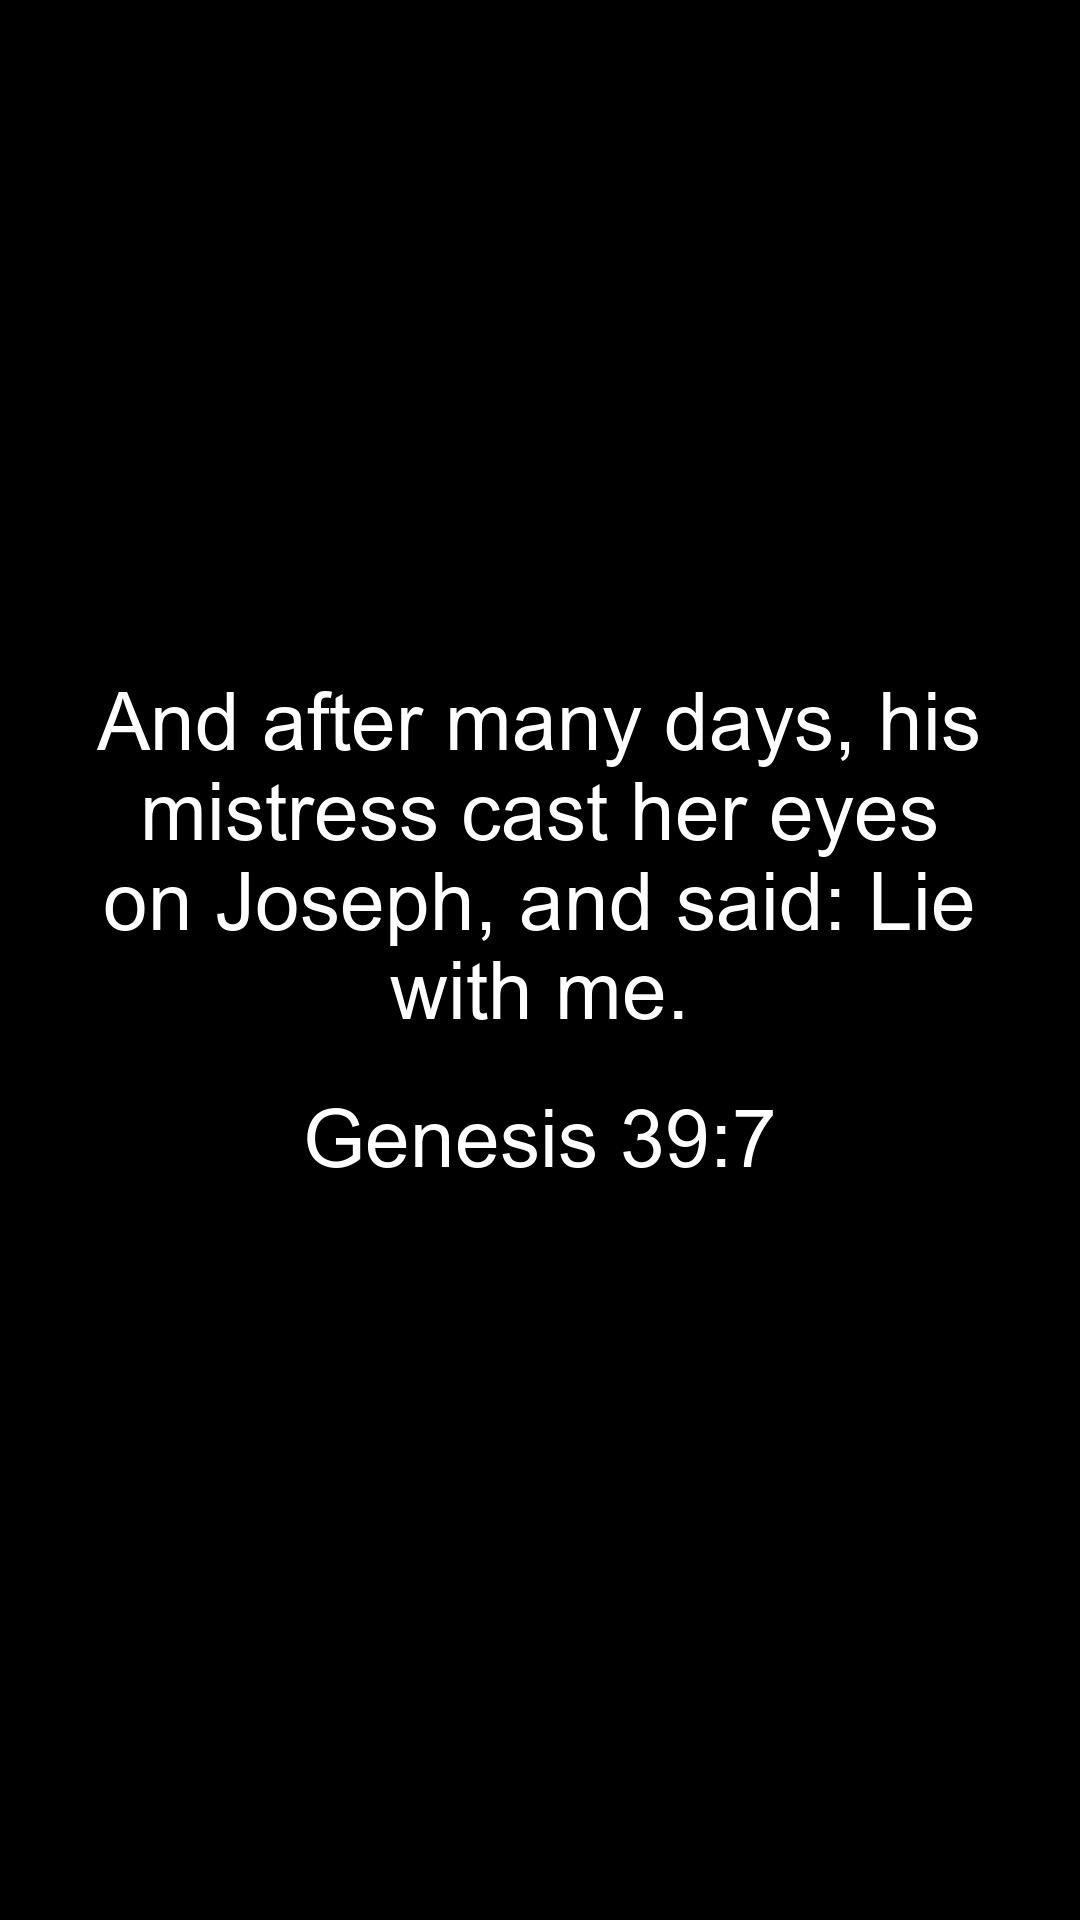 And after many days, his
mistress cast her eyes
on Joseph, and said: Lie
with me.
Genesis 39:7